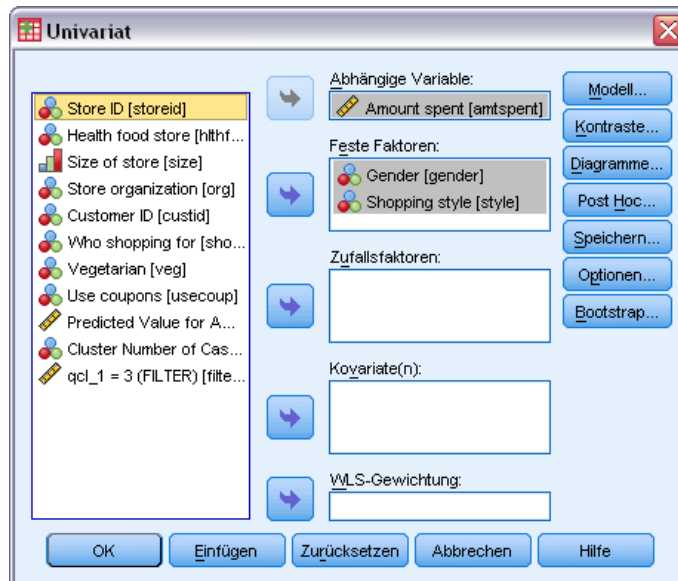 Univariat
Store ID [storeid]
Health food store [hlthf...
Size of store [size]
Store organization [org]
Customer ID [custid]
Who shopping for [sho...
Vegetarian [veg]
Use coupons [usecoup]
Predicted Value for A...
Cluster Number of Cas...
qcl_1 = 3 (FILTER) [filte...
Abhängige Variable:
Amount spent [amtspent]
Feste Faktoren:
Gender [gender]
Shopping style [style]
Zufallsfaktoren:
Kovariate(n):
WLS-Gewichtung:
Modell...
Kontraste...
Diagramme...
Post Hoc...
Speichern...
Optionen...
Bootstrap...
OK
Einfügen
Zurücksetzen
Abbrechen
Hilfe